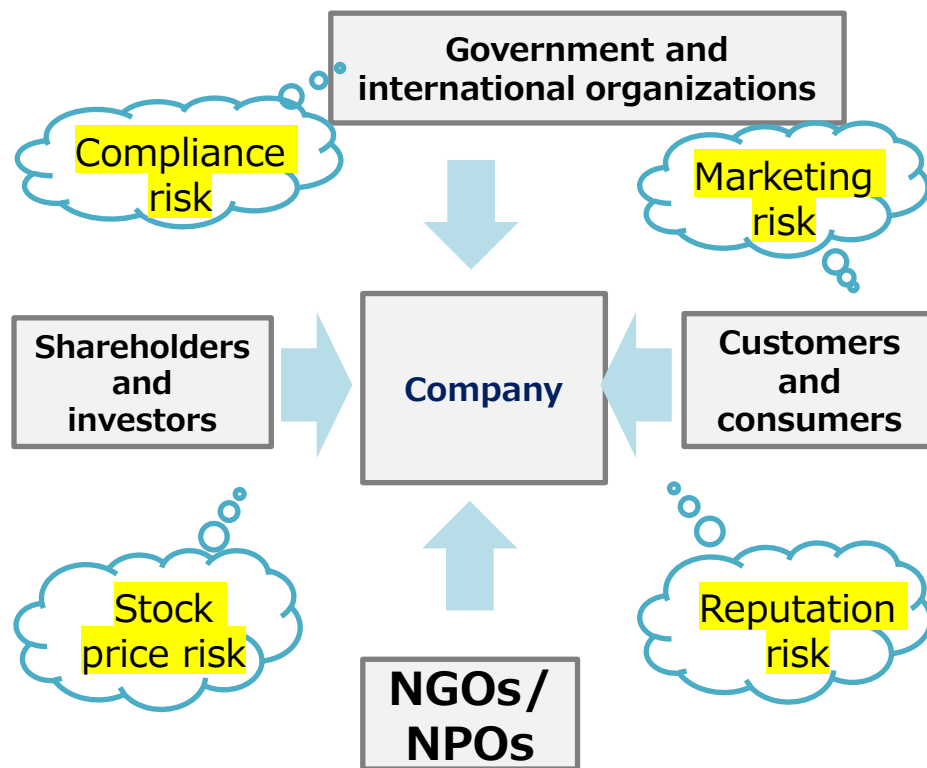 Government and
international organizations
Compliance
risk
Marketing
risk
Shareholders
and
investors
Company
Customers
and
consumers
Stock
price risk
Reputation
risk
NGOs/
NPOs